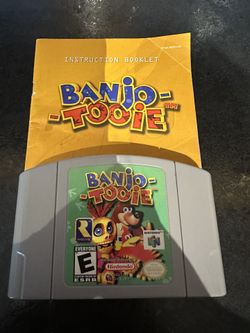 INSTRUCTION BOOKLET
BANJO-
-TOOIE
BANJO-
-TOOIE
EVERYONE
E
ESRB
Nintendo